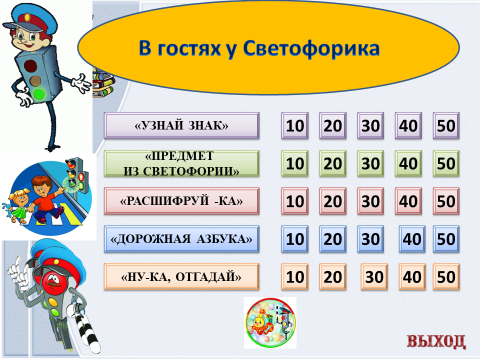 В гостях у Светофорика
«УЗНАЙ ЗНАК» 10 20 30 40 50
«ПРЕДМЕТ
ИЗ СВЕТОФОРИИ» 10 20 30 40 50
«РАСШИФРУЙ -КА» 10 20 30 40 50
«ДОРОЖНАЯ АЗБУКА» 10 20 30 40 50
«НУ-КА, ОТГАДАЙ» 10 20 30 40 50
ВЫХОД